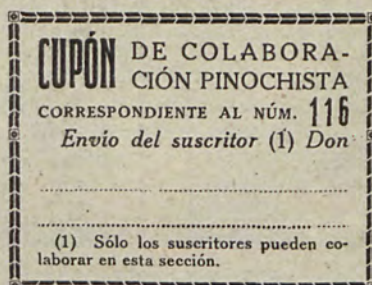 CUPÓN DE COLABORA-
CIÓN PINOCHISTA
CORRESPONDIENTE AL NÚM. 116
Envío del suscritor (1) Don
(1) Sólo los suscritores pueden co-
laborar en esta sección.